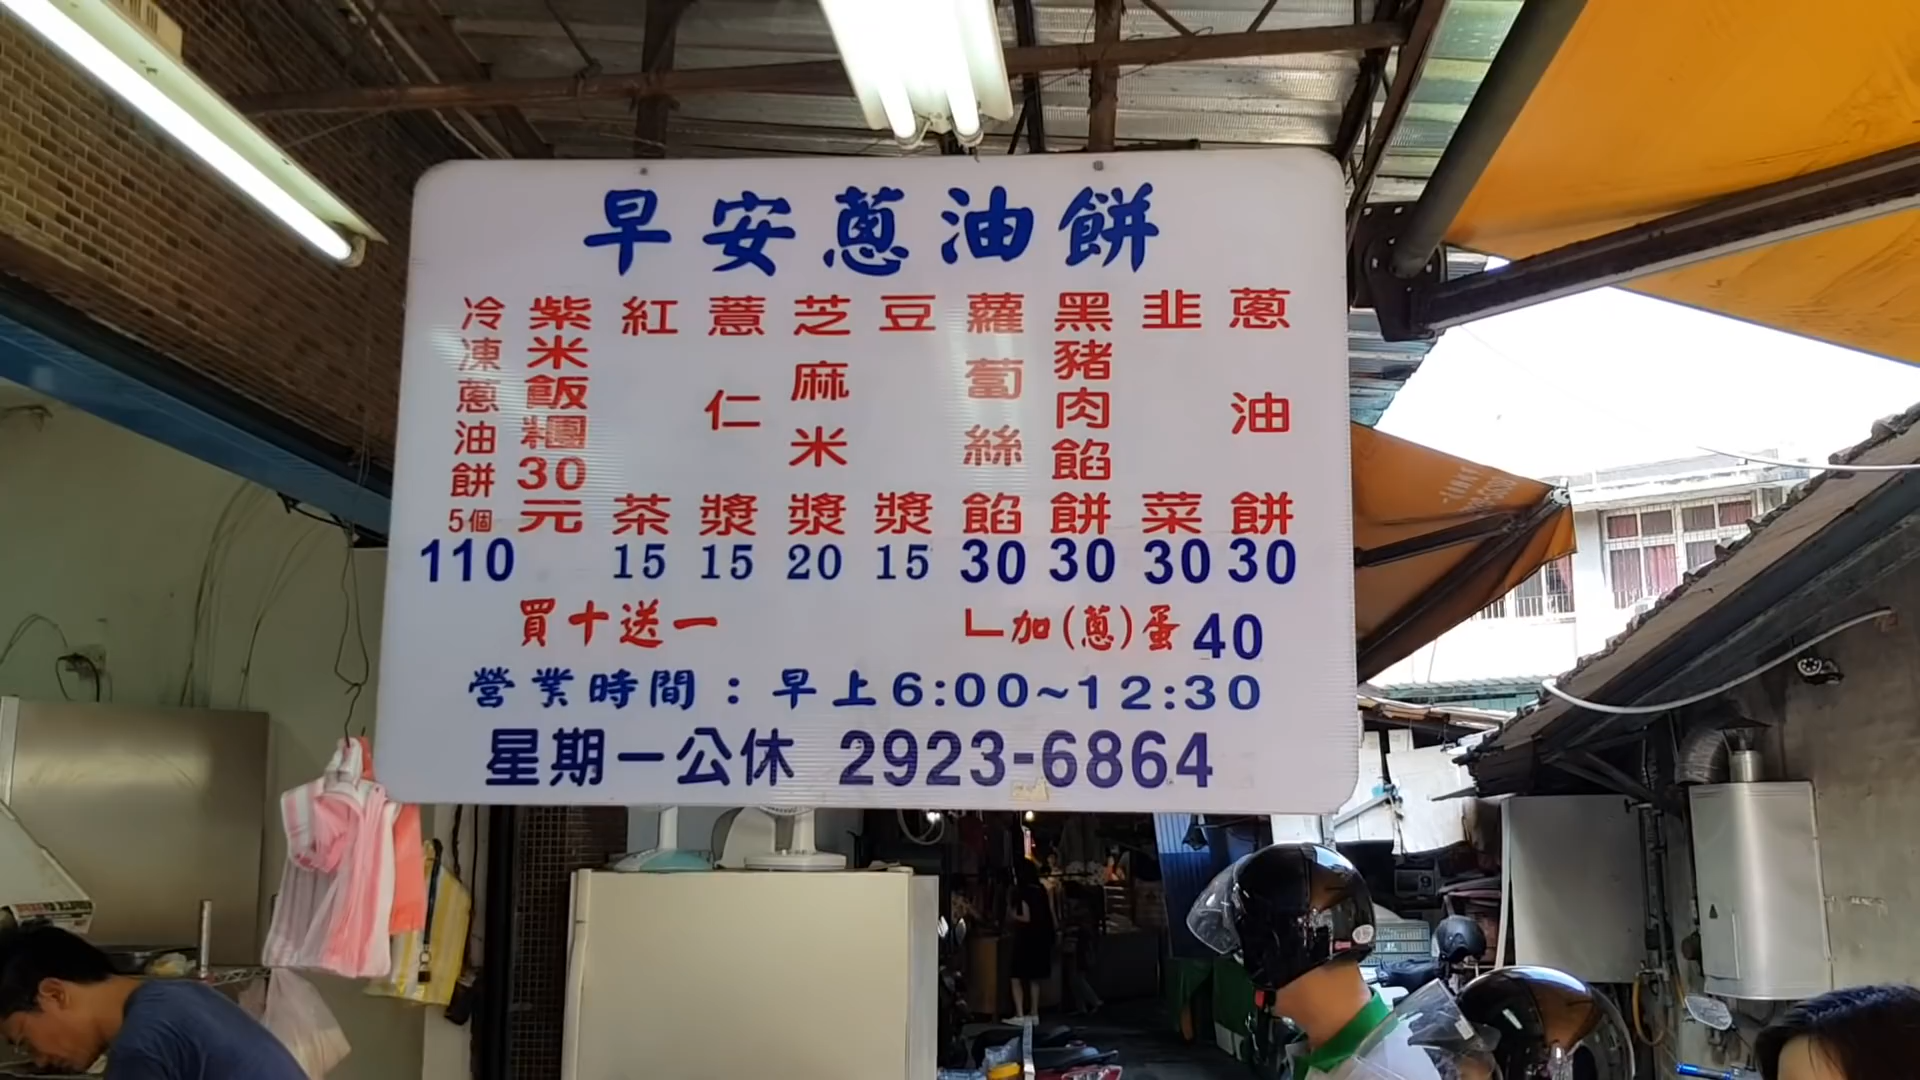 早安蔥油餅
蔥油餅 30
韭菜 30
黑豬肉餡餅 30
蘿蔔絲餡 30
豆漿 15
芝麻米漿 20
薏仁漿 15
紅茶 15
紫米飯糰30元
冷凍蔥油餅5個 110
買十送一
加(蔥)蛋 40
營業時間:早上6:00~12:30
星期一公休 2923-6864